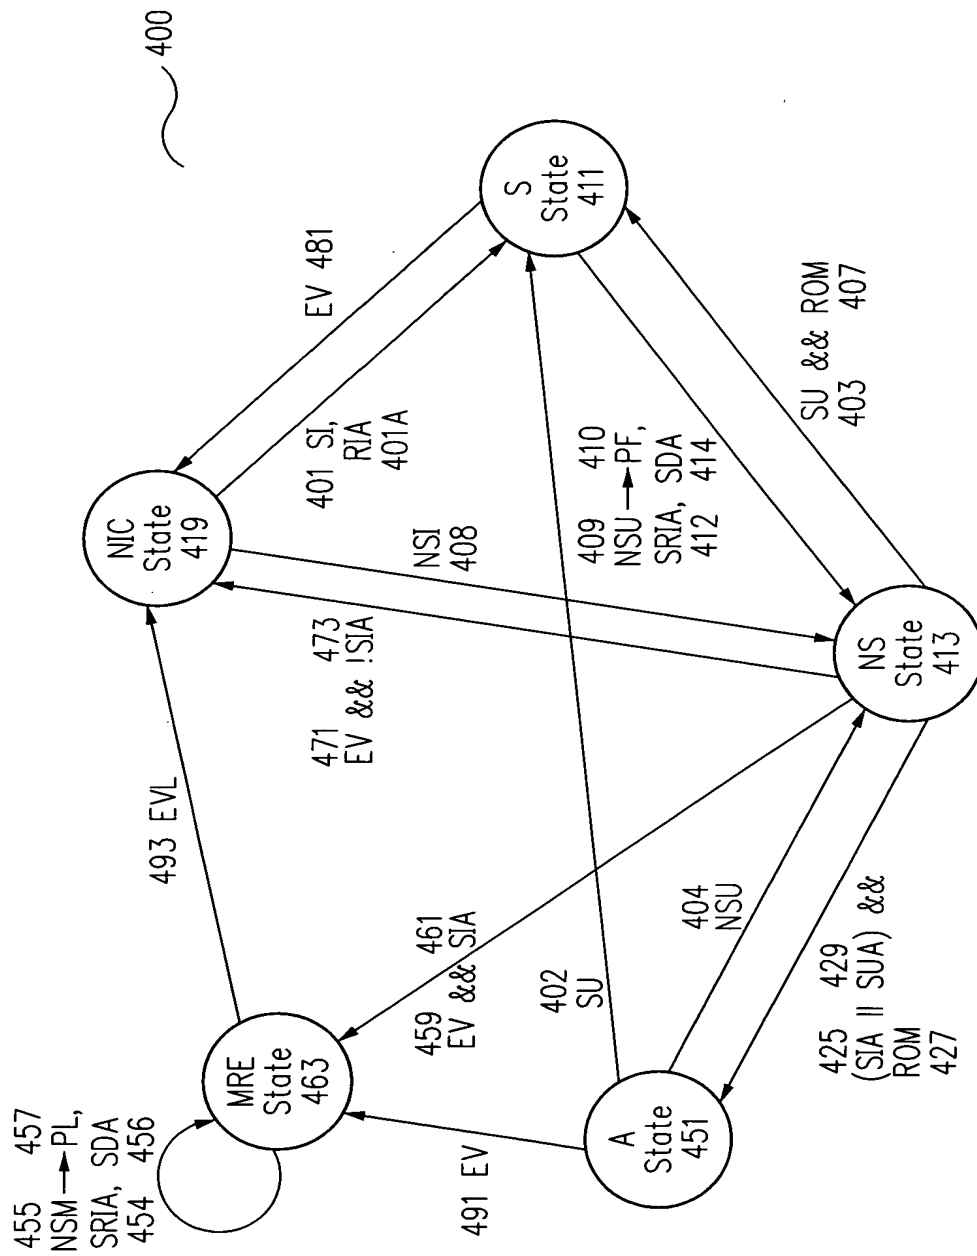 400
455 457
NSM → PL,
SRIA, SDA
454 456
MRE
State
463
493 EVL
NIC
State
419
EV 481
401 SI,
RIA
401A
S
State
411
491 EV
459 461
EV && SIA
471 473
EV && !SIA
NSI
408
402
SU
409 410
NSU → PF,
SRIA, SDA
412 414
A
State
451
404
NSU
425 429
(SIA || SUA) &&
ROM
427
NS
State
413
SU && ROM
403 407